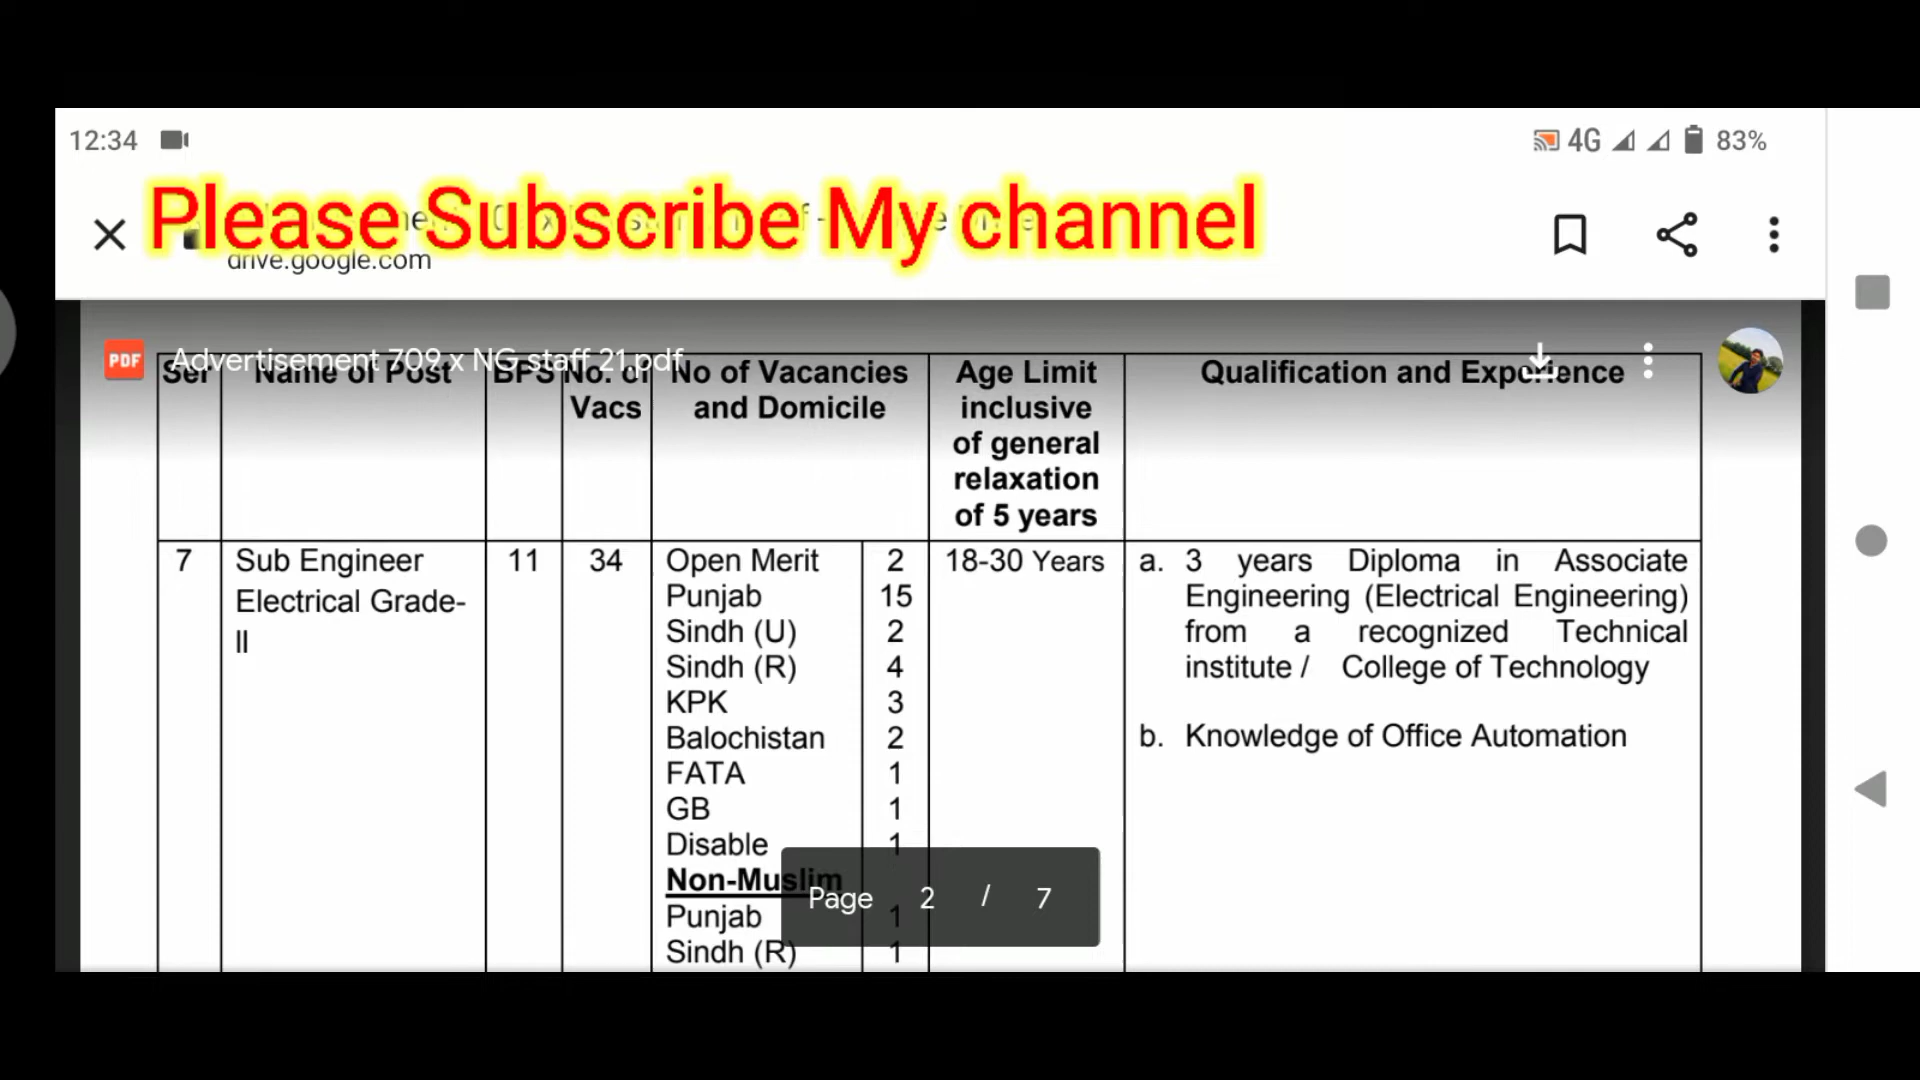 12:34
4G 83%
Please Subscribe My channel
drive.google.com
PDF Advertisement 709 x NG staff 21.pdf
Ser Name of Post BPS No. of Vacs No of Vacancies and Domicile Age Limit inclusive of general relaxation of 5 years Qualification and Experience
7 Sub Engineer Electrical Grade-II 11 34
Open Merit 2
Punjab 15
Sindh (U) 2
Sindh (R) 4
KPK 3
Balochistan 2
FATA 1
GB 1
Disable 1
Non-Muslim
Punjab 1
Sindh (R) 1
18-30 Years
a. 3 years Diploma in Associate
Engineering (Electrical Engineering)
from a recognized Technical
institute / College of Technology
b. Knowledge of Office Automation
Page 2 / 7